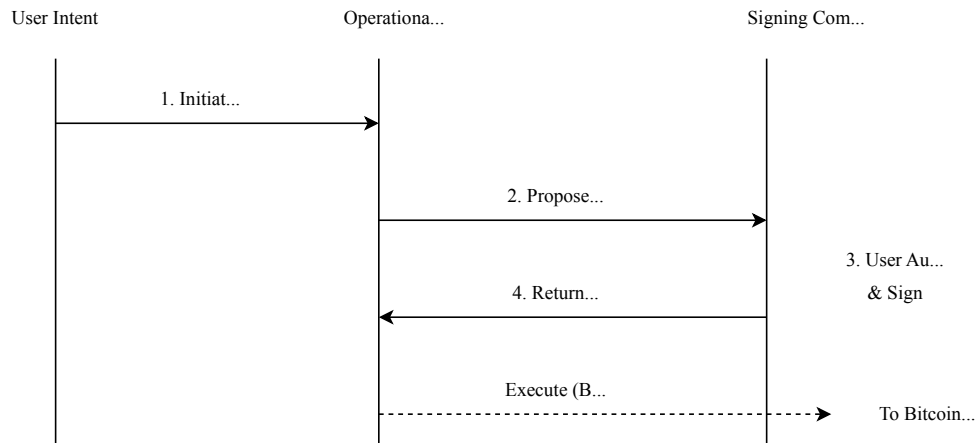 User Intent
Operationa...
Signing Com...
1. Initiat...
2. Propose...
3. User Au...
& Sign
4. Return...
Execute (B...
To Bitcoin...